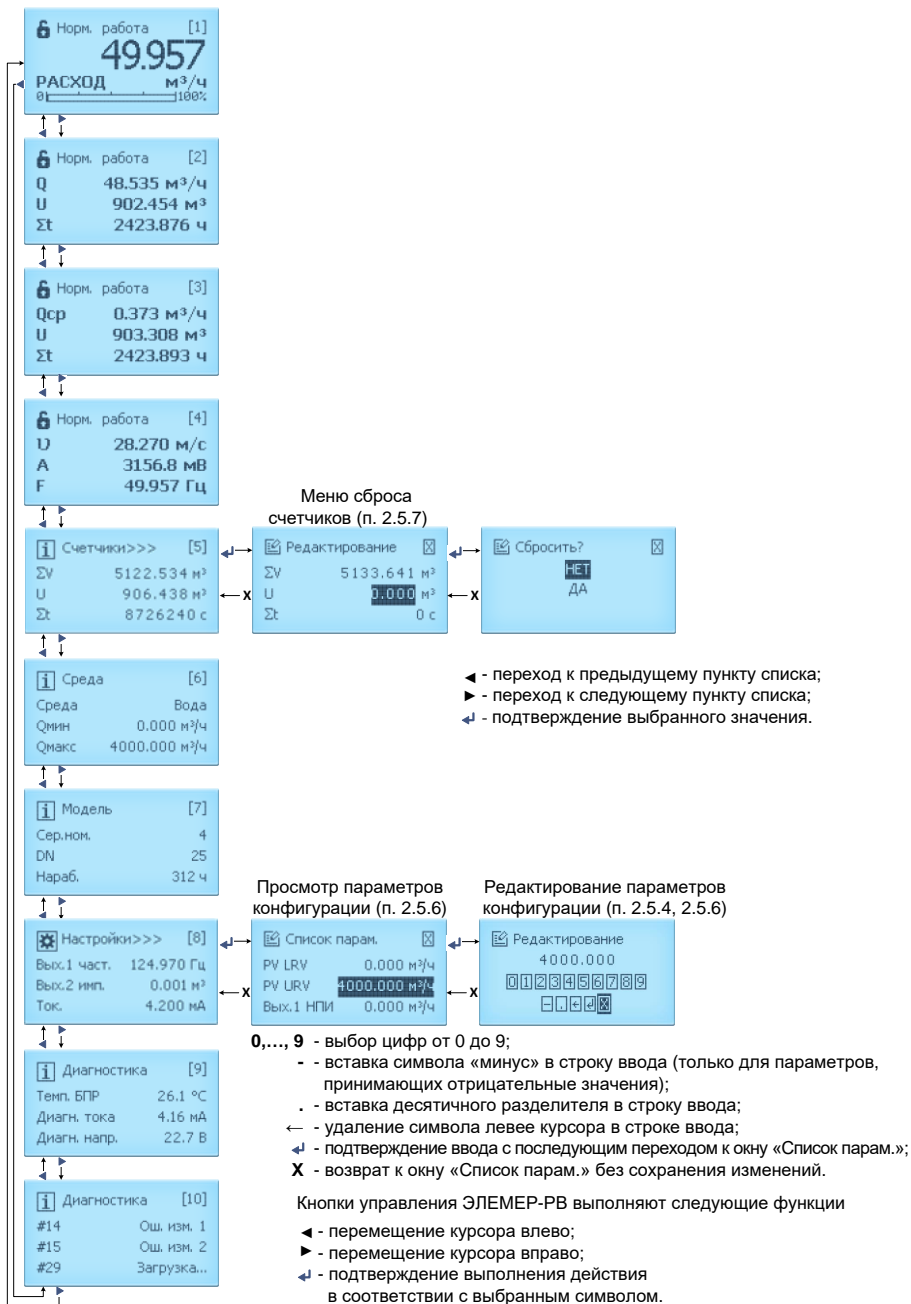 Норм. работа [1]
49.957
РАСХОД м³/ч
0 100%
Норм. работа [2]
Q 48.535 м³/ч
U 902.454 м³
Σt 2423.876 ч
Норм. работа [3]
Qср 0.373 м³/ч
U 903.308 м³
Σt 2423.893 ч
Норм. работа [4]
υ 28.270 м/с
A 3156.8 мВ
F 49.957 Гц
Меню сброса
счетчиков (п. 2.5.7)
Счетчики>>> [5]
ΣV 5122.534 м³
U 906.438 м³
Σt 8726240 с
X
Редактирование
ΣV 5133.641 м³
U 0.000 м³
Σt 0 с
X
Сбросить?
НЕТ
ДА
◄ - переход к предыдущему пункту списка;
► - переход к следующему пункту списка;
↵ - подтверждение выбранного значения.
Среда [6]
Среда Вода
Qмин 0.000 м³/ч
Qмакс 4000.000 м³/ч
Модель [7]
Сер.ном. 4
DN 25
Нараб. 312 ч
Просмотр параметров
конфигурации (п. 2.5.6)
Редактирование параметров
конфигурации (п. 2.5.4, 2.5.6)
Настройки>>> [8]
Вых.1 част. 124.970 Гц
Вых.2 имп. 0.001 м³
Ток. 4.200 мА
X
Список парам.
PV LRV 0.000 м³/ч
PV URV 4000.000 м³/ч
Вых.1 НПИ 0.000 м³/ч
X
Редактирование
4000.000
0 1 2 3 4 5 6 7 8 9
- . ← ↵ X
0,…, 9 - выбор цифр от 0 до 9;
- - вставка символа «минус» в строку ввода (только для параметров,
принимающих отрицательные значения);
. - вставка десятичного разделителя в строку ввода;
← - удаление символа левее курсора в строке ввода;
↵ - подтверждение ввода с последующим переходом к окну «Список парам.»;
X - возврат к окну «Список парам.» без сохранения изменений.
Диагностика [9]
Темп. БПР 26.1 °C
Диагн. тока 4.16 мА
Диагн. напр. 22.7 В
Диагностика [10]
#14 Ош. изм. 1
#15 Ош. изм. 2
#29 Загрузка...
Кнопки управления ЭЛЕМЕР-РВ выполняют следующие функции
◄ - перемещение курсора влево;
► - перемещение курсора вправо;
↵ - подтверждение выполнения действия
в соответствии с выбранным символом.